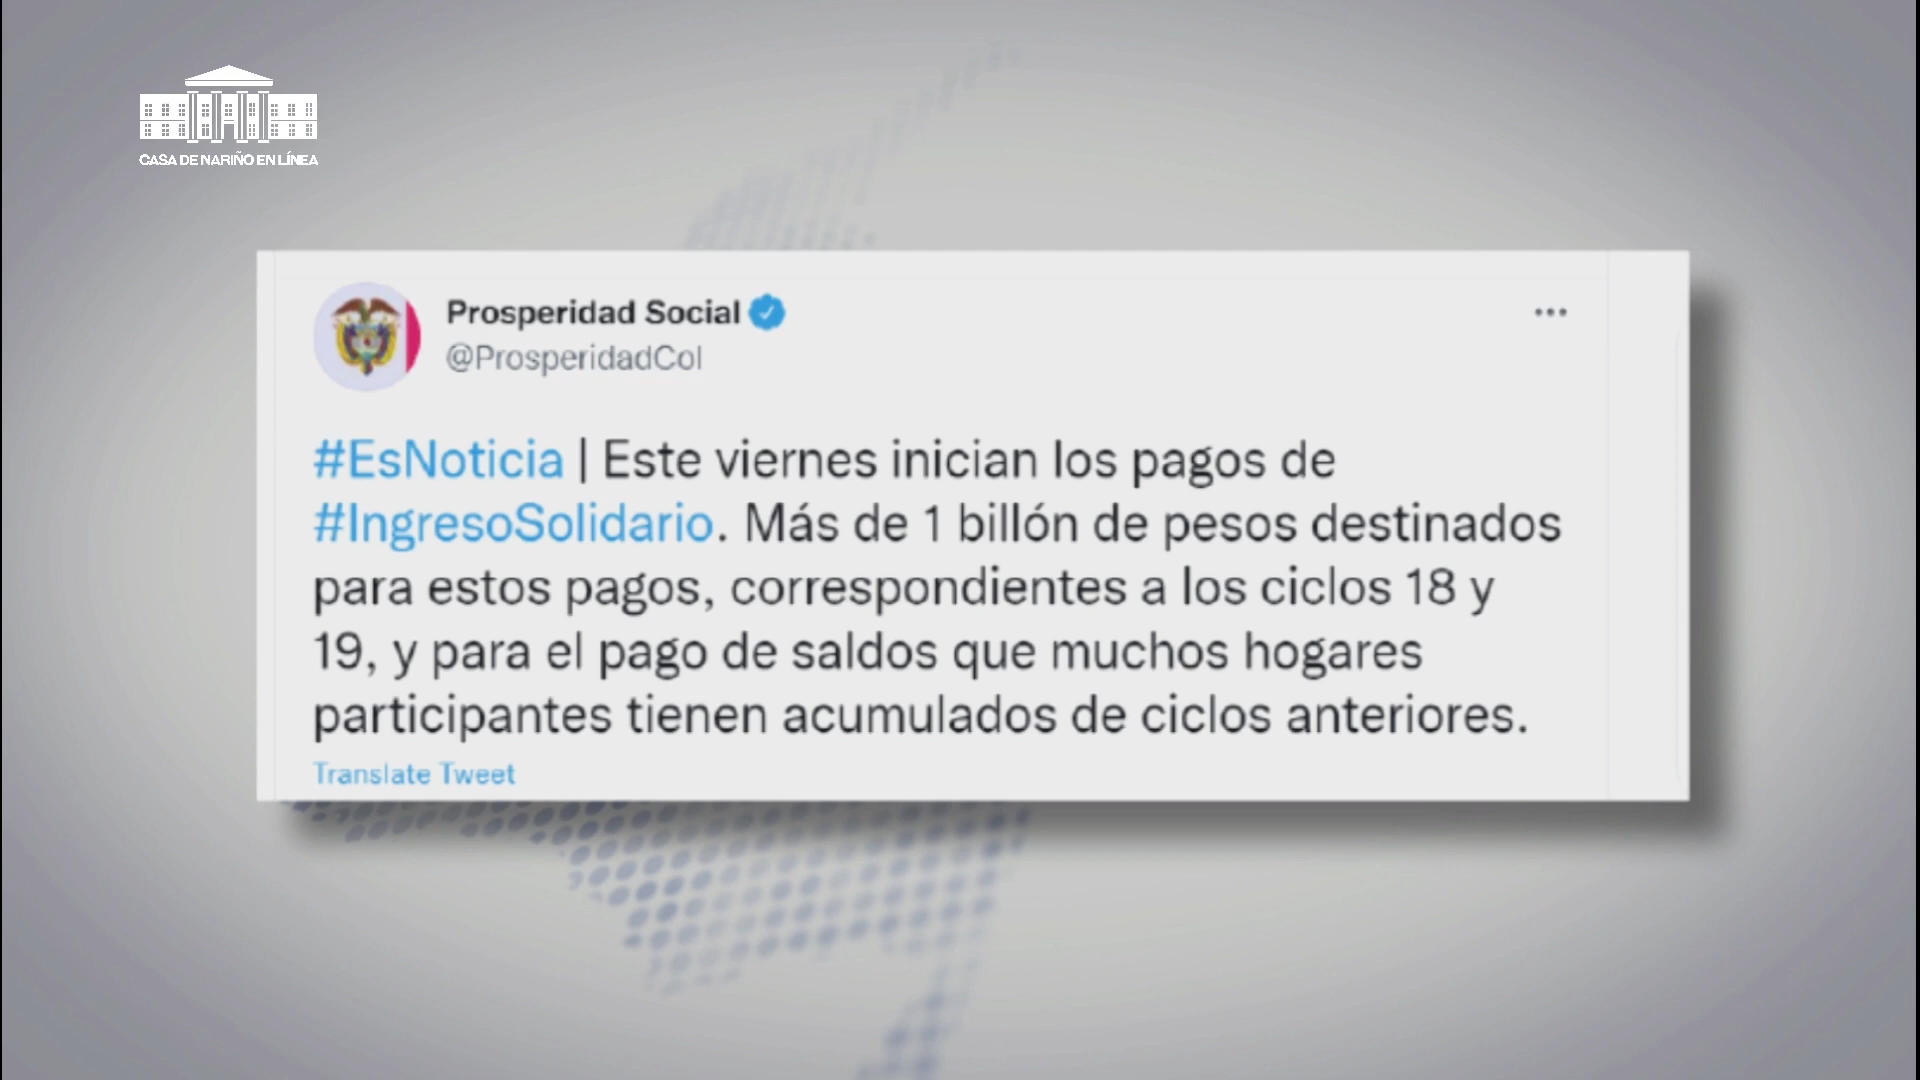 CASA DE NARIÑO EN LÍNEA
Prosperidad Social
@ProsperidadCol
#EsNoticia | Este viernes inician los pagos de
#IngresoSolidario. Más de 1 billón de pesos destinados
para estos pagos, correspondientes a los ciclos 18 y
19, y para el pago de saldos que muchos hogares
participantes tienen acumulados de ciclos anteriores.
Translate Tweet